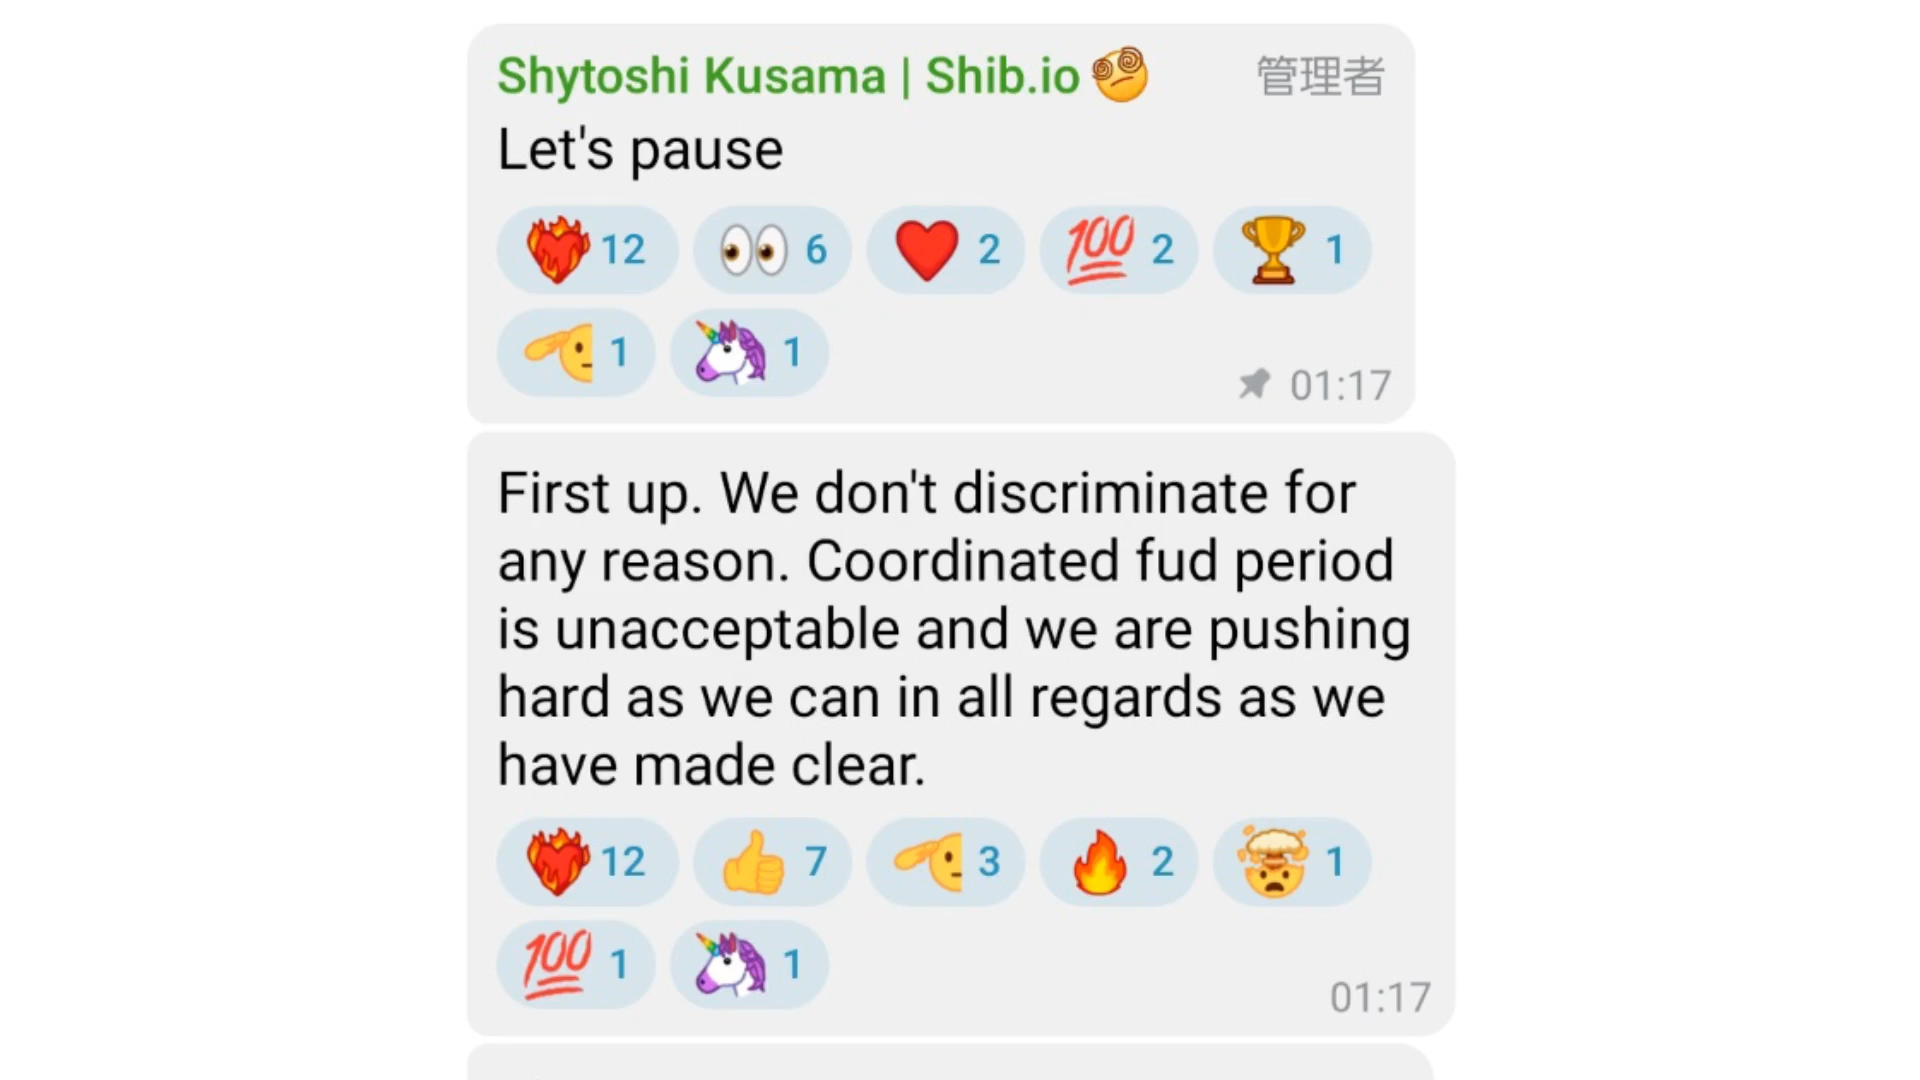 Shytoshi Kusama | Shib.io 😵‍💫 管理者
Let's pause
❤️‍🔥 12 👀 6 ❤️ 2 💯 2 🏆 1
🫡 1 🦄 1
01:17
First up. We don't discriminate for
any reason. Coordinated fud period
is unacceptable and we are pushing
hard as we can in all regards as we
have made clear.
❤️‍🔥 12 👍 7 🫡 3 🔥 2 🤯 1
💯 1 🦄 1
01:17